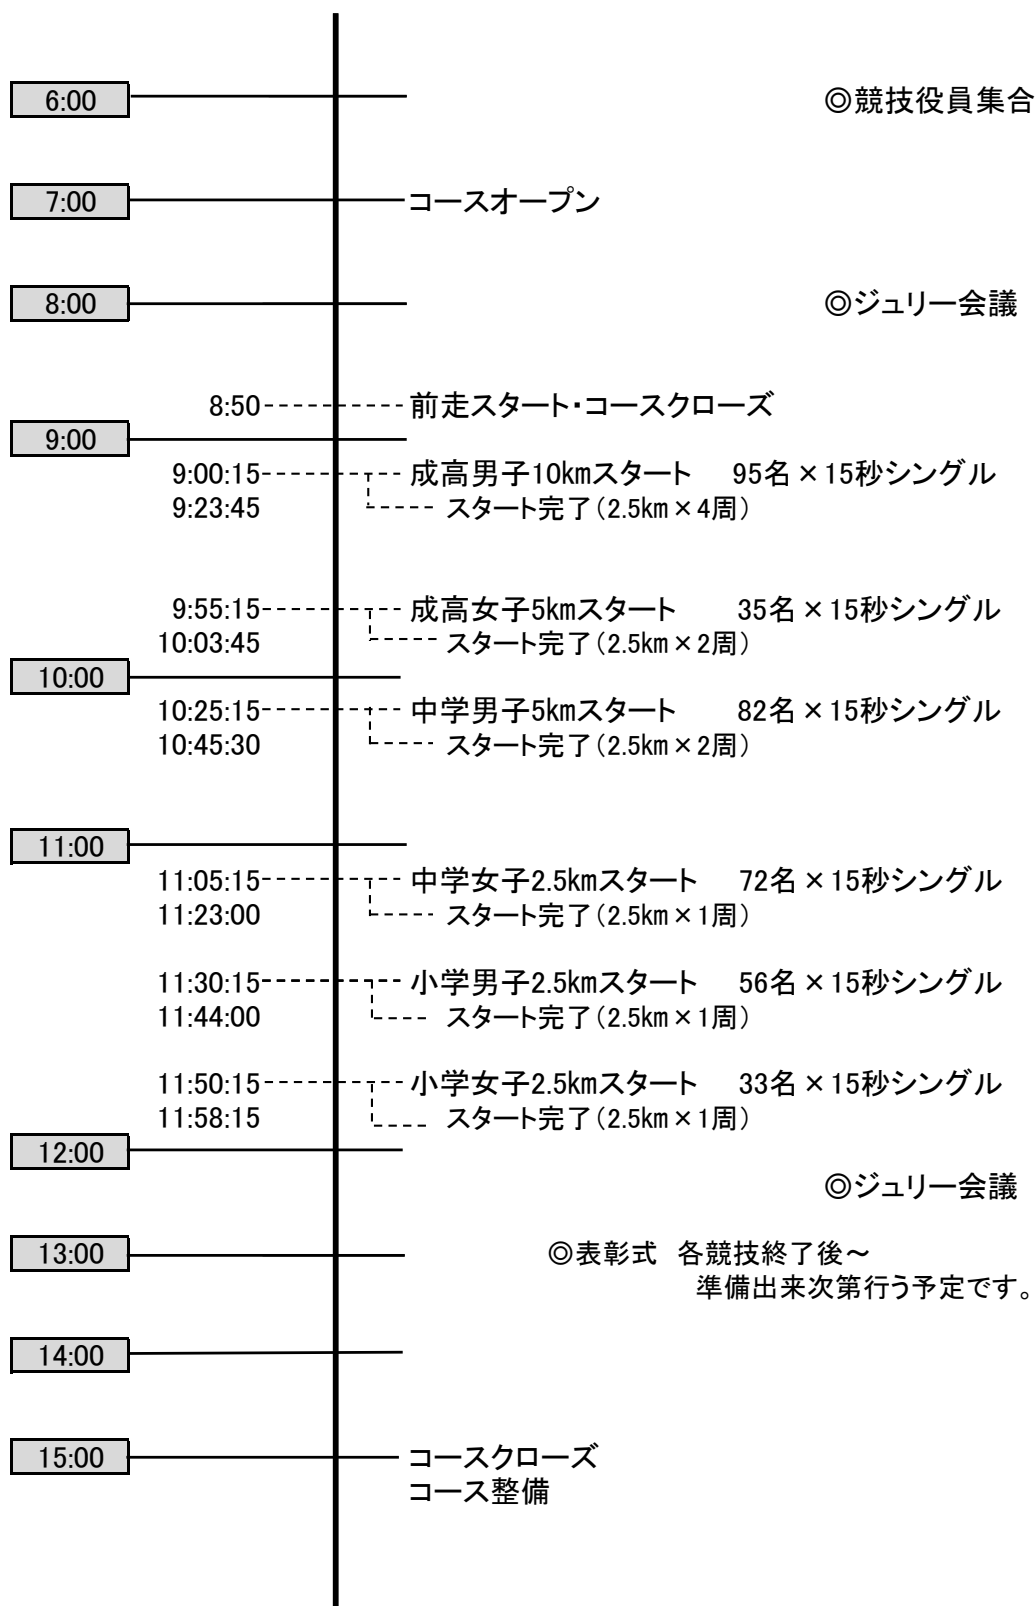 6:00 ◎競技役員集合
7:00 コースオープン
8:00 ◎ジュリー会議
8:50 前走スタート・コースクローズ
9:00
9:00:15 成高男子10kmスタート 95名×15秒シングル
9:23:45 スタート完了(2.5km×4周)
9:55:15 成高女子5kmスタート 35名×15秒シングル
10:03:45 スタート完了(2.5km×2周)
10:00
10:25:15 中学男子5kmスタート 82名×15秒シングル
10:45:30 スタート完了(2.5km×2周)
11:00
11:05:15 中学女子2.5kmスタート 72名×15秒シングル
11:23:00 スタート完了(2.5km×1周)
11:30:15 小学男子2.5kmスタート 56名×15秒シングル
11:44:00 スタート完了(2.5km×1周)
11:50:15 小学女子2.5kmスタート 33名×15秒シングル
11:58:15 スタート完了(2.5km×1周)
12:00
◎ジュリー会議
13:00 ◎表彰式 各競技終了後～
準備出来次第行う予定です。
14:00
15:00 コースクローズ
コース整備